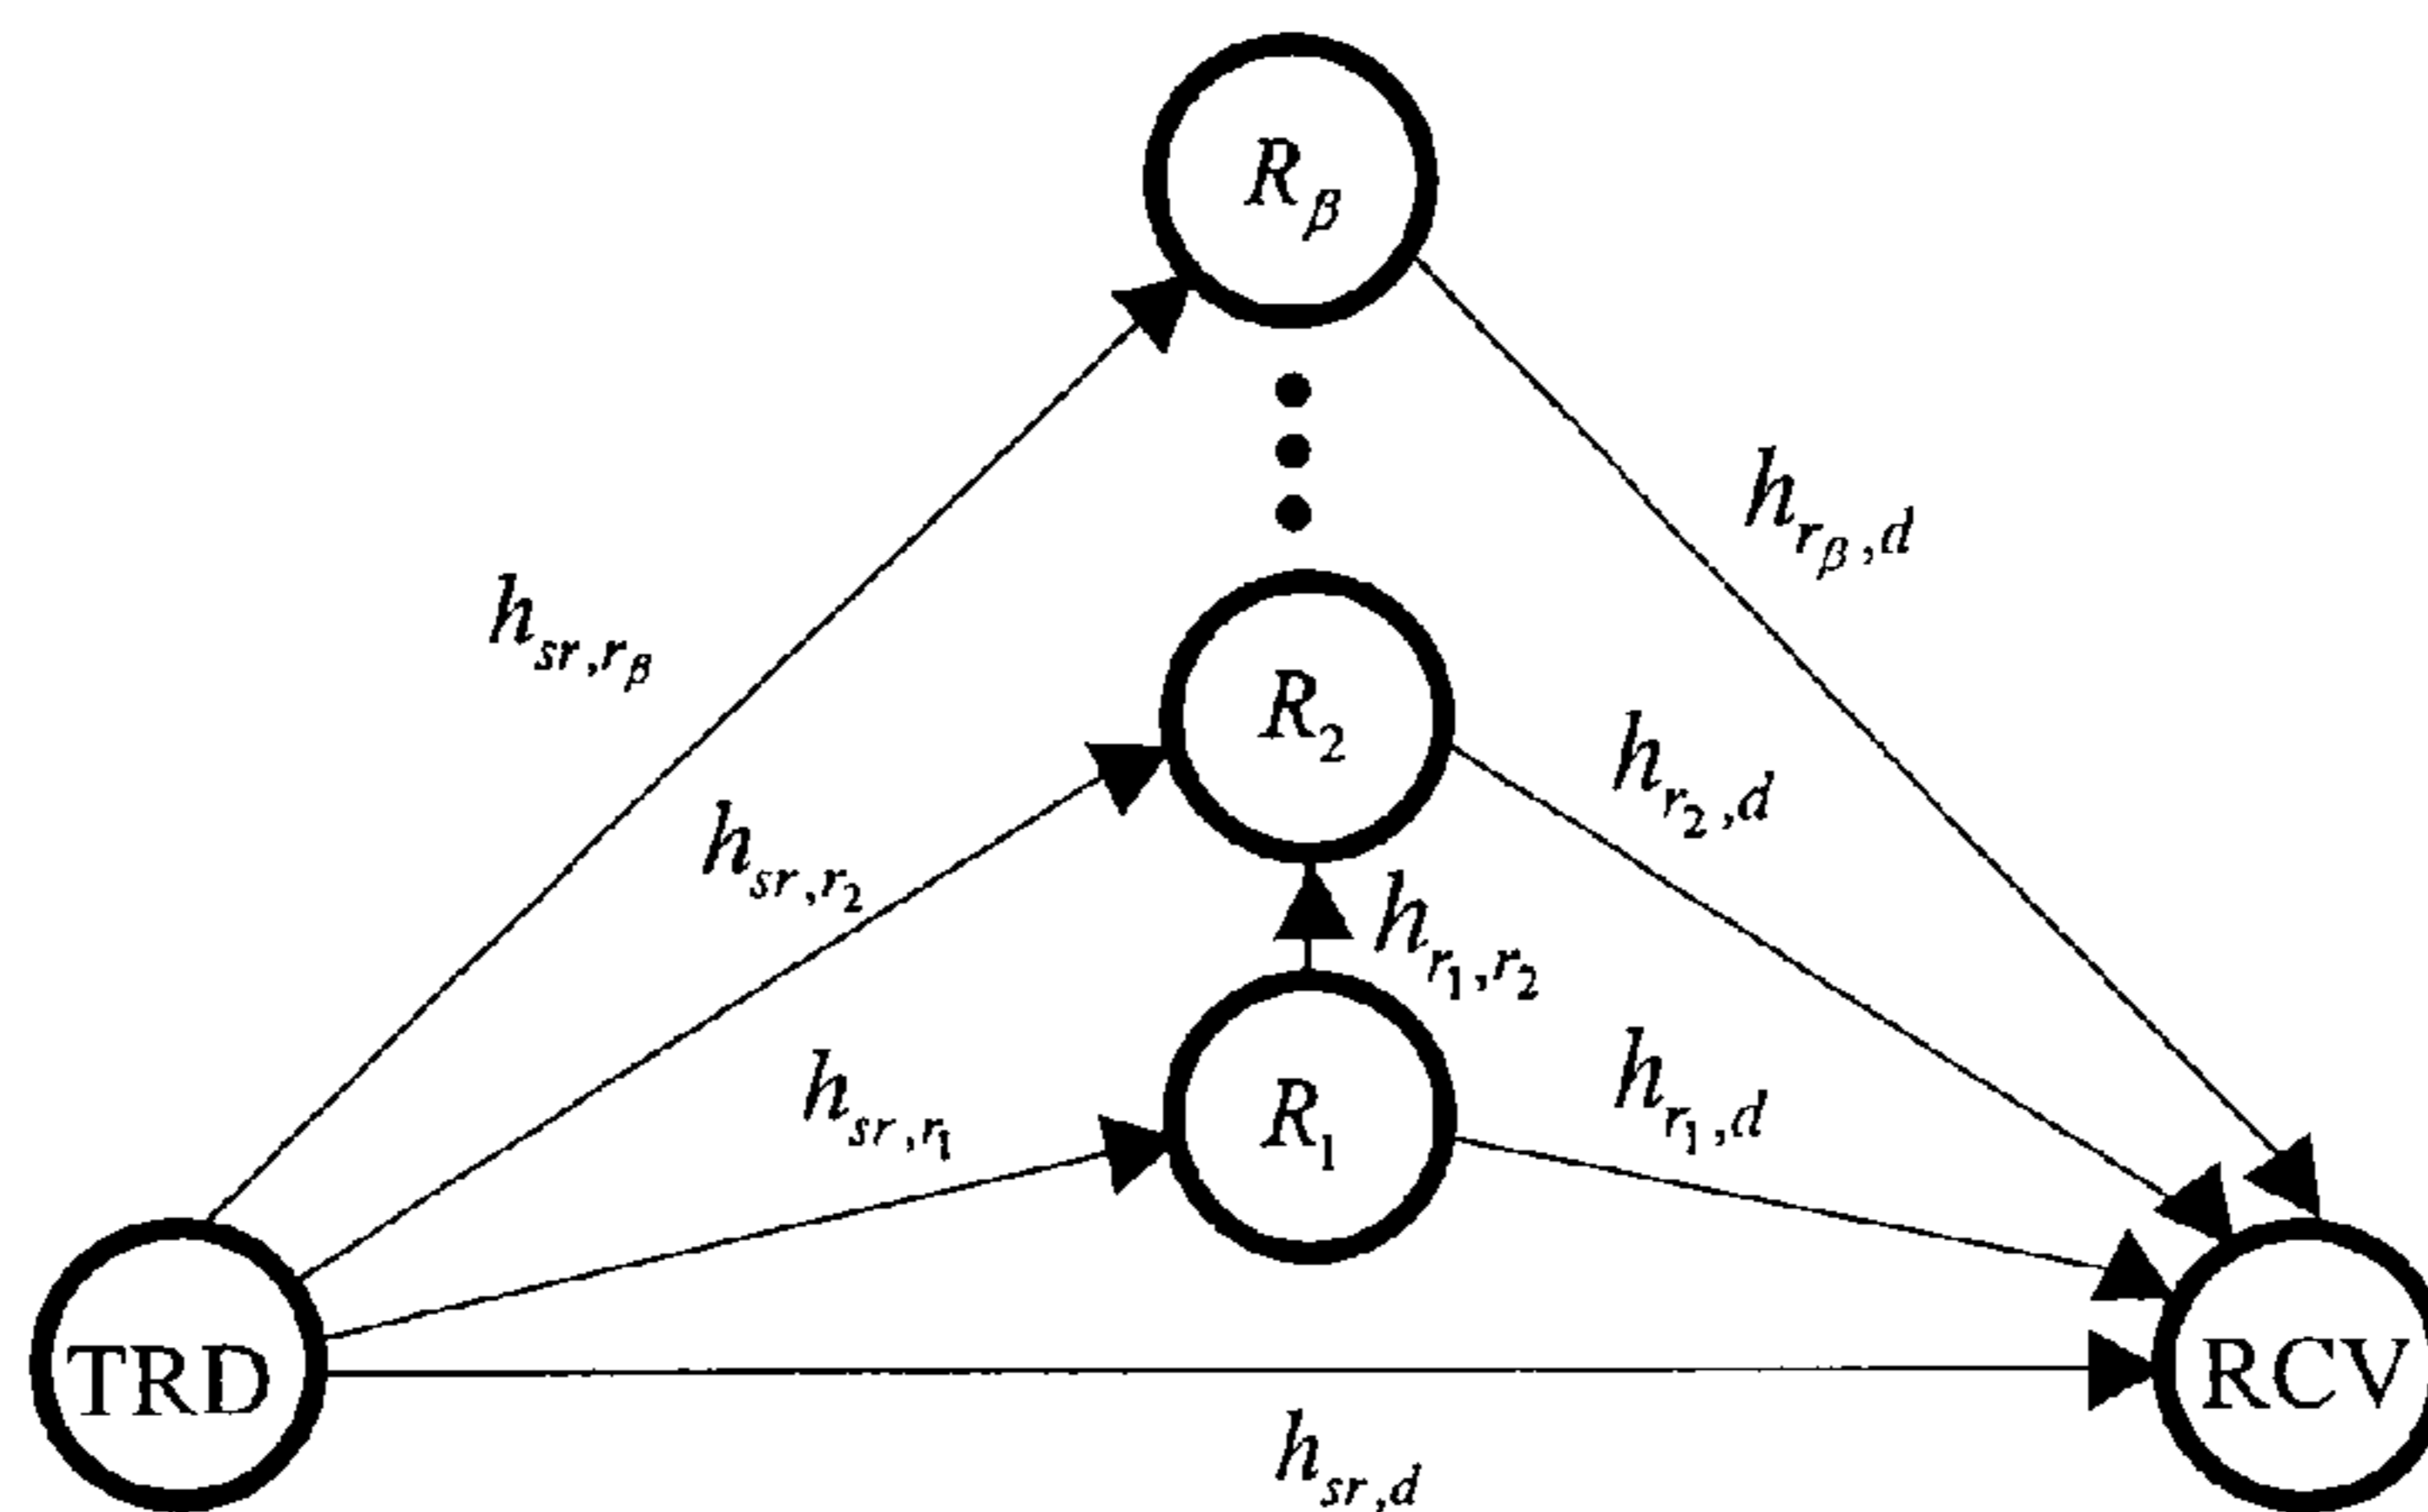 R_β
h_{r_β,d}
h_{sr,r_β}
R_2
h_{r_2,d}
h_{sr,r_2}
h_{r_1,r_2}
h_{sr,r_1}
R_1
h_{r_1,d}
TRD
RCV
h_{sr,d}